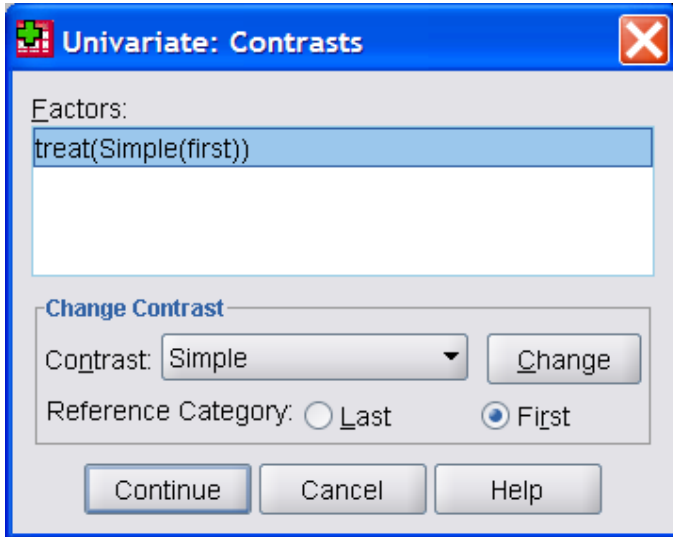 Univariate: Contrasts
Factors:
treat(Simple(first))
Change Contrast
Contrast: Simple Change
Reference Category: Last First
Continue Cancel Help